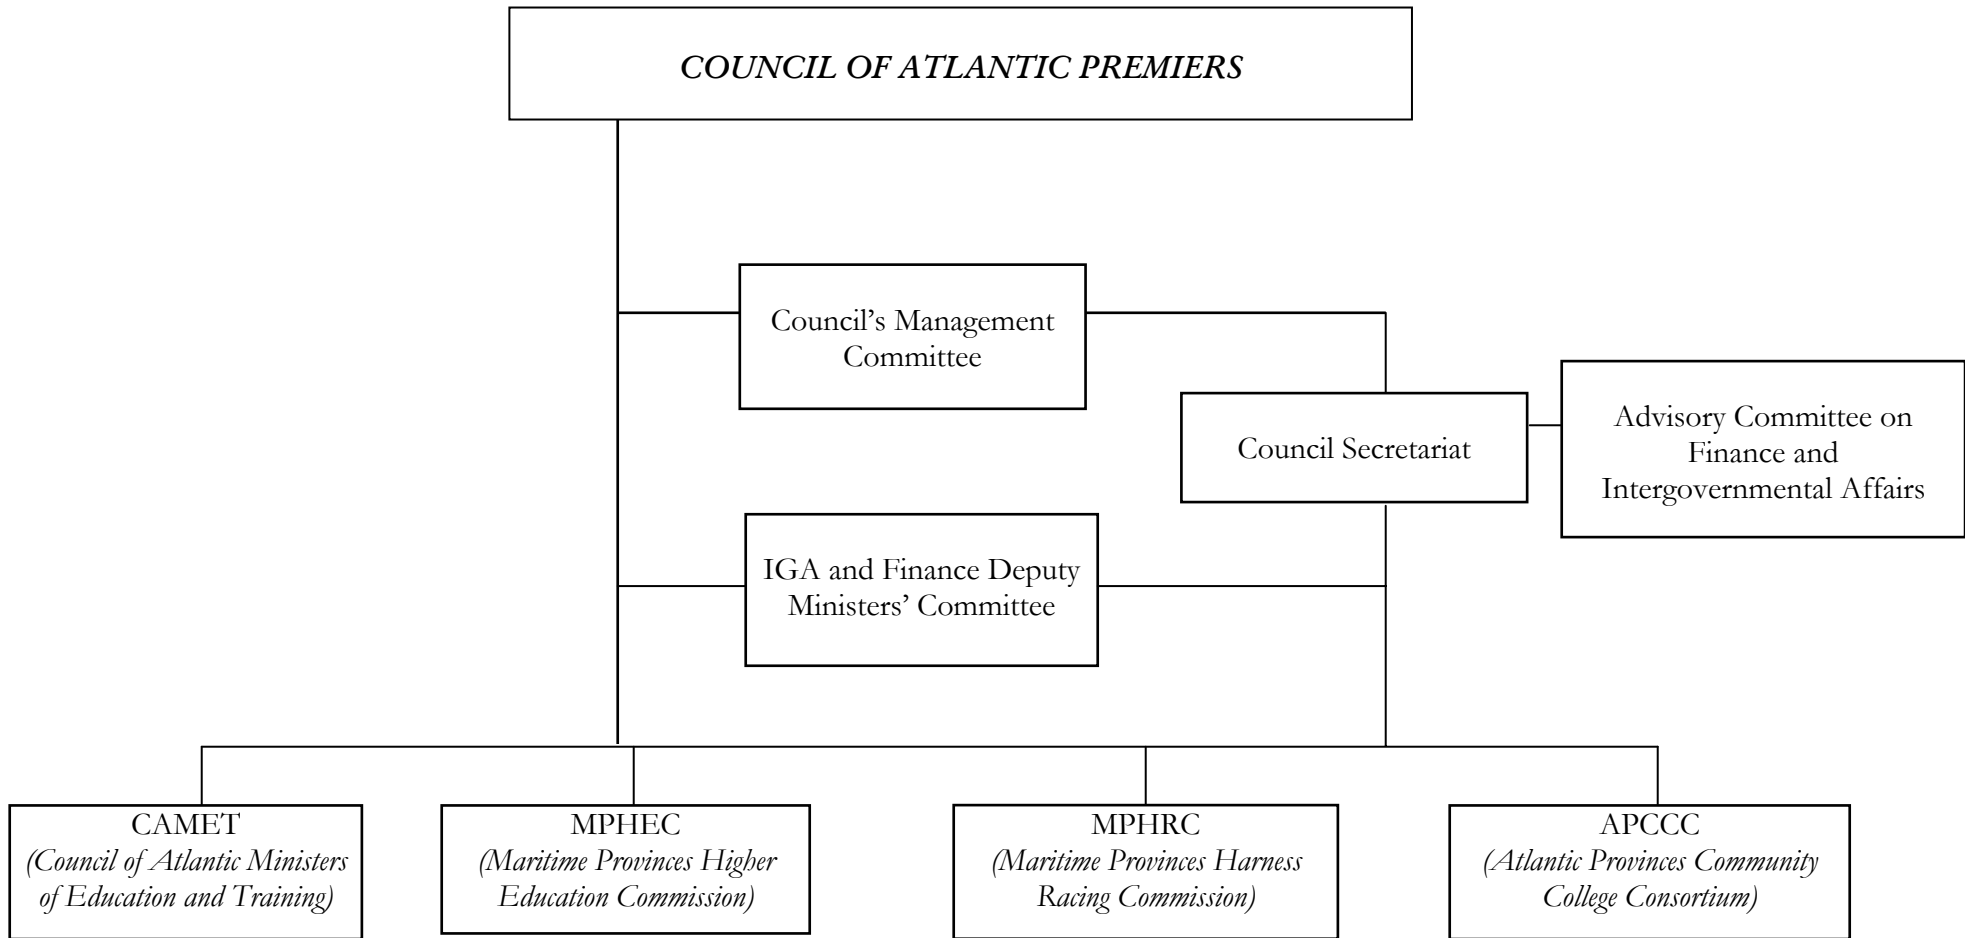 COUNCIL OF ATLANTIC PREMIERS
Council’s Management
Committee
Council Secretariat
Advisory Committee on
Finance and
Intergovernmental Affairs
IGA and Finance Deputy
Ministers’ Committee
CAMET
(Council of Atlantic Ministers
of Education and Training)
MPHEC
(Maritime Provinces Higher
Education Commission)
MPHRC
(Maritime Provinces Harness
Racing Commission)
APCCC
(Atlantic Provinces Community
College Consortium)